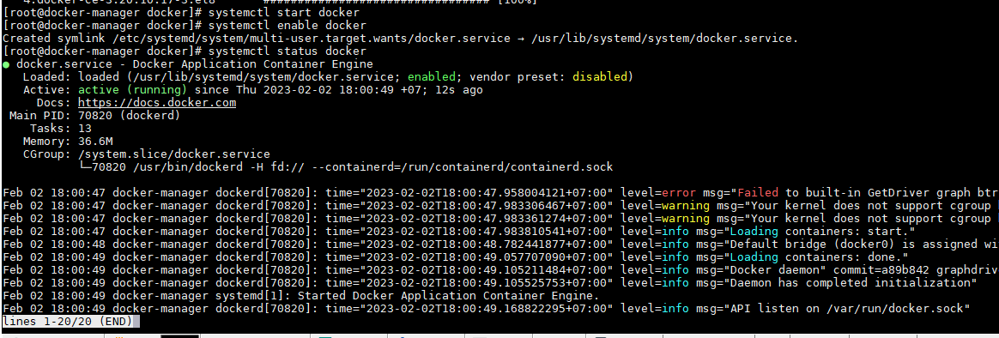 4:docker-ce-3:20.10.17-3.el8 ################################ [100%]
[root@docker-manager docker]# systemctl start docker
[root@docker-manager docker]# systemctl enable docker
Created symlink /etc/systemd/system/multi-user.target.wants/docker.service → /usr/lib/systemd/system/docker.service.
[root@docker-manager docker]# systemctl status docker
● docker.service - Docker Application Container Engine
Loaded: loaded (/usr/lib/systemd/system/docker.service; enabled; vendor preset: disabled)
Active: active (running) since Thu 2023-02-02 18:00:49 +07; 12s ago
Docs: https://docs.docker.com
Main PID: 70820 (dockerd)
Tasks: 13
Memory: 36.6M
CGroup: /system.slice/docker.service
└─70820 /usr/bin/dockerd -H fd:// --containerd=/run/containerd/containerd.sock
Feb 02 18:00:47 docker-manager dockerd[70820]: time="2023-02-02T18:00:47.958004121+07:00" level=error msg="Failed to built-in GetDriver graph btr
Feb 02 18:00:47 docker-manager dockerd[70820]: time="2023-02-02T18:00:47.983306467+07:00" level=warning msg="Your kernel does not support cgroup
Feb 02 18:00:47 docker-manager dockerd[70820]: time="2023-02-02T18:00:47.983361274+07:00" level=warning msg="Your kernel does not support cgroup
Feb 02 18:00:47 docker-manager dockerd[70820]: time="2023-02-02T18:00:47.983810541+07:00" level=info msg="Loading containers: start."
Feb 02 18:00:48 docker-manager dockerd[70820]: time="2023-02-02T18:00:48.782441877+07:00" level=info msg="Default bridge (docker0) is assigned wi
Feb 02 18:00:49 docker-manager dockerd[70820]: time="2023-02-02T18:00:49.057707090+07:00" level=info msg="Loading containers: done."
Feb 02 18:00:49 docker-manager dockerd[70820]: time="2023-02-02T18:00:49.105211484+07:00" level=info msg="Docker daemon" commit=a89b842 graphdrive
Feb 02 18:00:49 docker-manager dockerd[70820]: time="2023-02-02T18:00:49.105525753+07:00" level=info msg="Daemon has completed initialization"
Feb 02 18:00:49 docker-manager systemd[1]: Started Docker Application Container Engine.
Feb 02 18:00:49 docker-manager dockerd[70820]: time="2023-02-02T18:00:49.168822295+07:00" level=info msg="API listen on /var/run/docker.sock"
lines 1-20/20 (END)